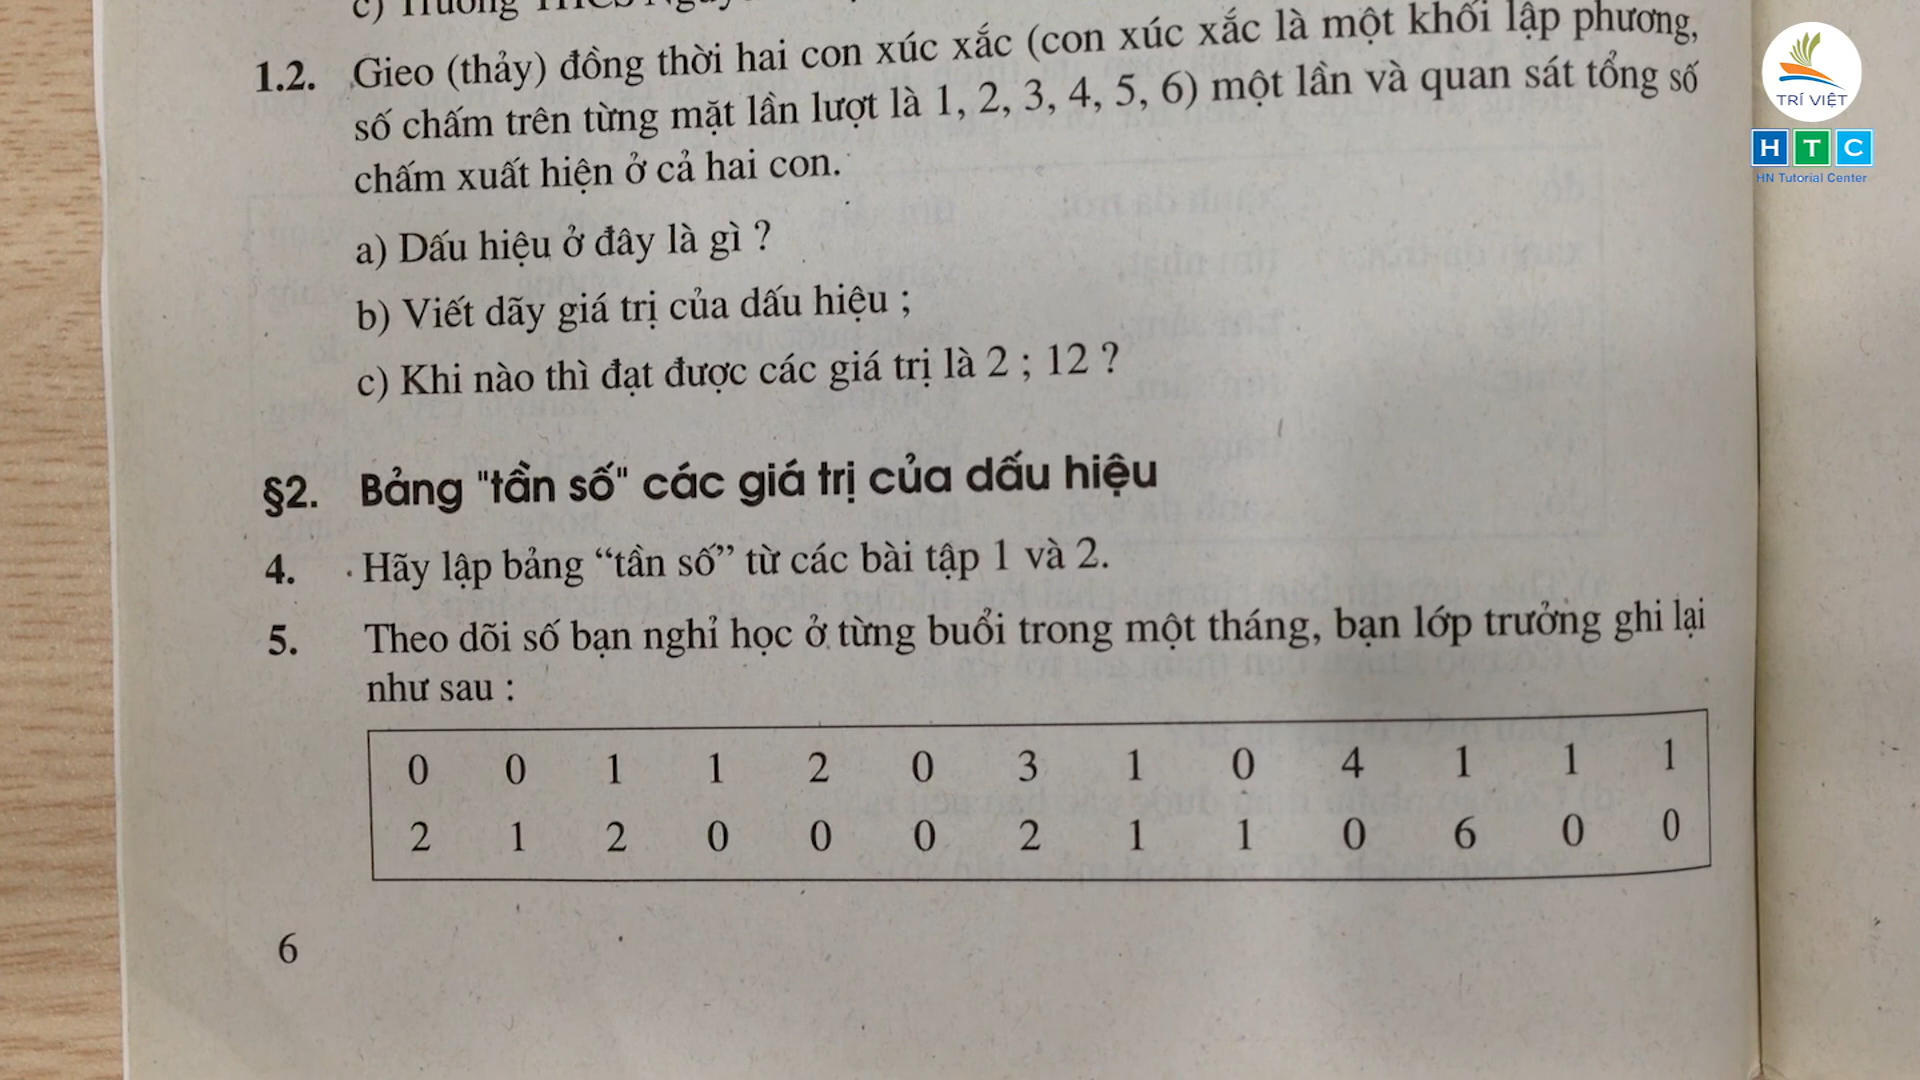 1.2. Gieo (thảy) đồng thời hai con xúc xắc (con xúc xắc là một khối lập phương,
số chấm trên từng mặt lần lượt là 1, 2, 3, 4, 5, 6) một lần và quan sát tổng số
chấm xuất hiện ở cả hai con.
a) Dấu hiệu ở đây là gì ?
b) Viết dãy giá trị của dấu hiệu ;
c) Khi nào thì đạt được các giá trị là 2 ; 12 ?
§2. Bảng "tần số" các giá trị của dấu hiệu
4. Hãy lập bảng “tần số” từ các bài tập 1 và 2.
5. Theo dõi số bạn nghỉ học ở từng buổi trong một tháng, bạn lớp trưởng ghi lại
như sau :
0 0 1 1 2 0 3 1 0 4 1 1 1
2 1 2 0 0 0 2 1 1 0 6 0 0
6
TRÍ VIỆT
HTC
HN Tutorial Center